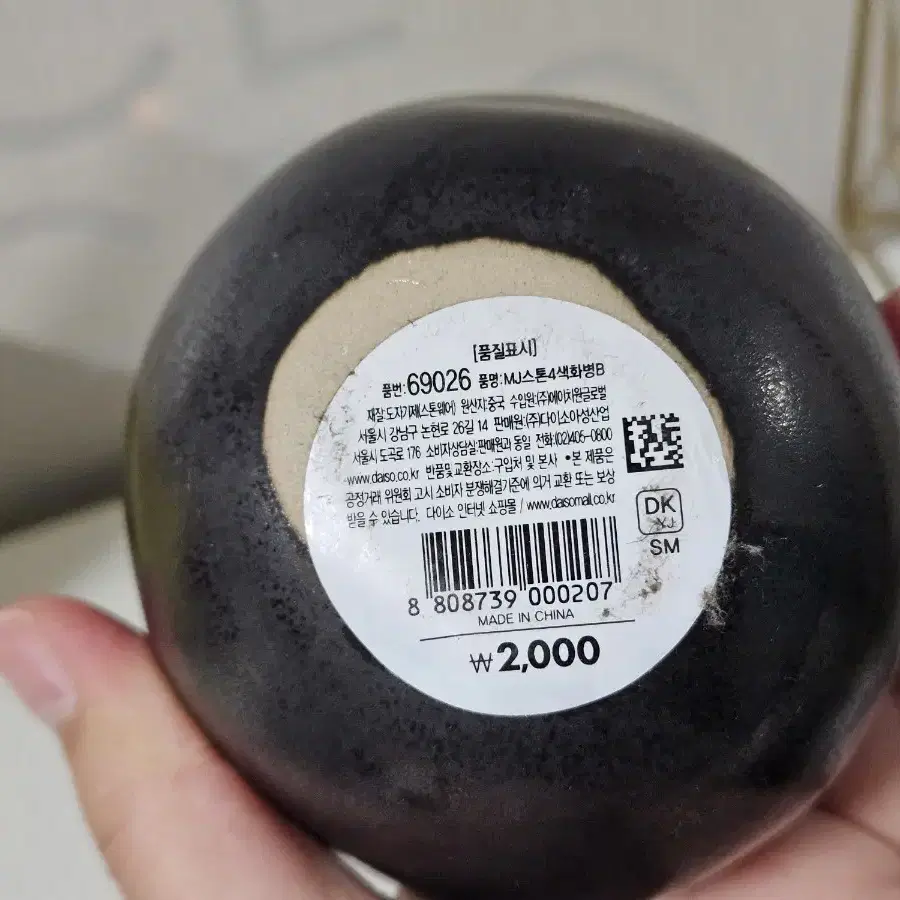 [품질표시]
품번:69026 품명:MJ스톤4색화병B
재질:도자기제(스톤웨어) 원산지:중국 수입원:(주)에이치원글로벌
서울시 강남구 논현로 26길 14 판매원:(주)다이소아성산업
서울시 도곡로 176 소비자상담실:판매원과 동일 전화:(02)405-0800
www.daiso.co.kr 반품및교환장소:구입처 및 본사 •본 제품은
공정거래 위원회 고시 소비자 분쟁해결기준에 의거 교환 또는 보상
받을 수 있습니다. 다이소 인터넷 쇼핑몰 / www.daisomall.co.kr
DK
YJ
SM
8 808739 000207
MADE IN CHINA
₩2,000